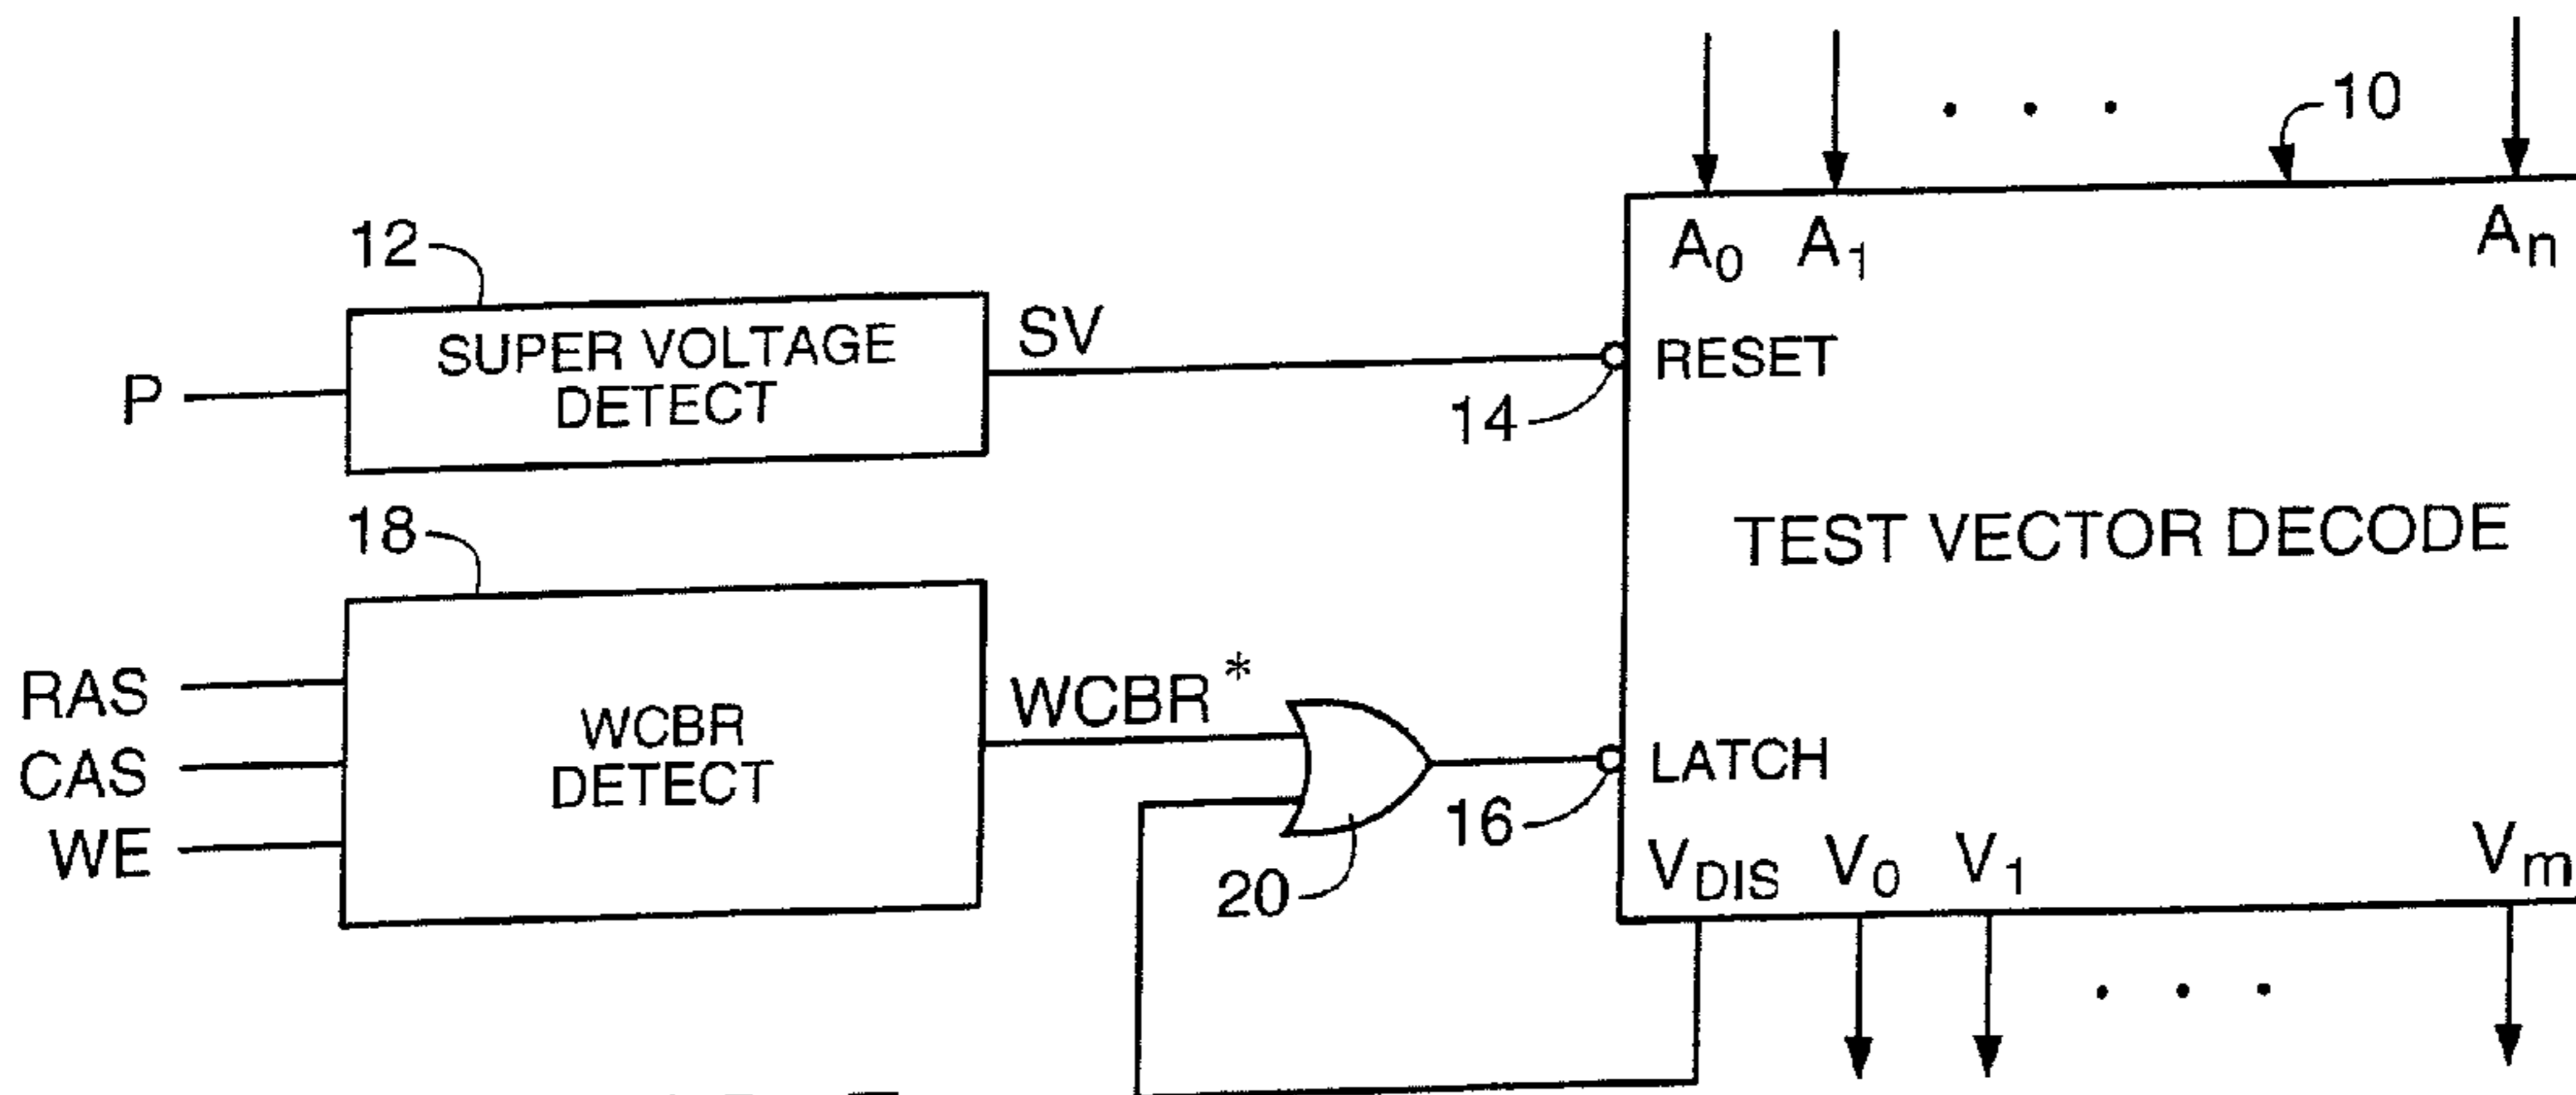 10
A0 A1 An
12
SUPER VOLTAGE
DETECT
SV
RESET
P
14
TEST VECTOR DECODE
18
RAS
CAS
WE
WCBR
DETECT
WCBR*
LATCH
16
20
VDIS V0 V1 Vm